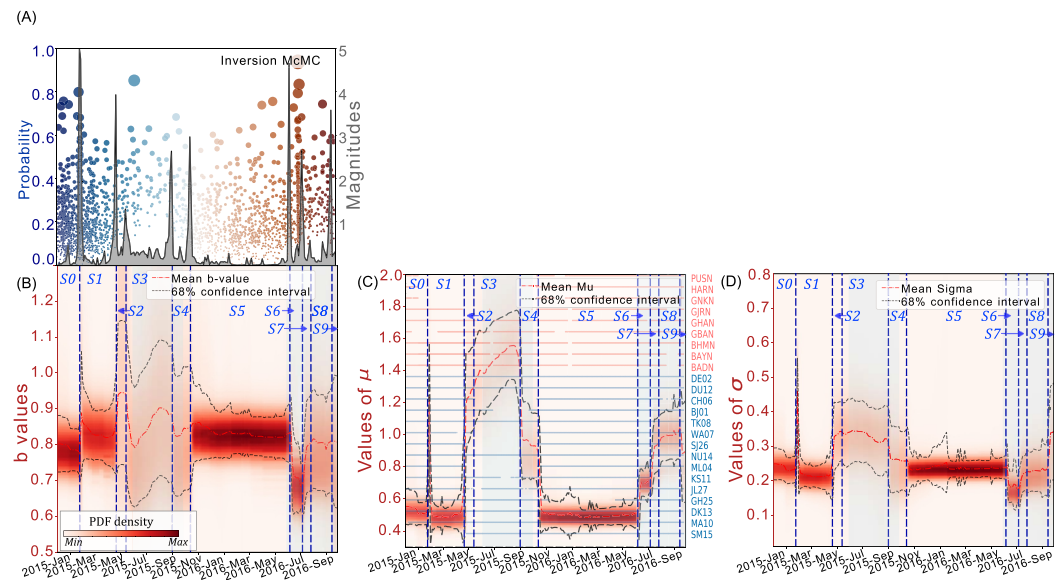 (A)
Inversion McMC
Probability
Magnitudes
1.0
0.8
0.6
0.4
0.2
0.0
5
4
3
2
1
(B)
S0 S1 S2 S3 S4 S5 S6 S7 S8 S9
Mean b-value
68% confidence interval
b values
1.2
1.1
1.0
0.9
0.8
0.7
0.6
0.5
PDF density
Min Max
2015-Jan 2015-Mar 2015-May 2015-Jul 2015-Sep 2015-Nov 2016-Jan 2016-Mar 2016-May 2016-Jul 2016-Sep
(C)
S0 S1 S2 S3 S4 S5 S6 S7 S8 S9
Mean Mu
68% confidence interval
Values of μ
2.0
1.8
1.6
1.4
1.2
1.0
0.8
0.6
0.4
2015-Jan 2015-Mar 2015-May 2015-Jul 2015-Sep 2015-Nov 2016-Jan 2016-Mar 2016-May 2016-Jul 2016-Sep
PUSN
HARN
GNKN
GJRN
GHAN
GBAN
BHMN
BAYN
BADN
DE02
DU12
CH06
BJ01
TK08
WA07
SJ26
NU14
ML04
KS11
JL27
GH25
DK13
MA10
SM15
(D)
S0 S1 S2 S3 S4 S5 S6 S7 S8 S9
Mean Sigma
68% confidence interval
Values of σ
0.8
0.7
0.6
0.5
0.4
0.3
0.2
0.1
2015-Jan 2015-Mar 2015-May 2015-Jul 2015-Sep 2015-Nov 2016-Jan 2016-Mar 2016-May 2016-Jul 2016-Sep